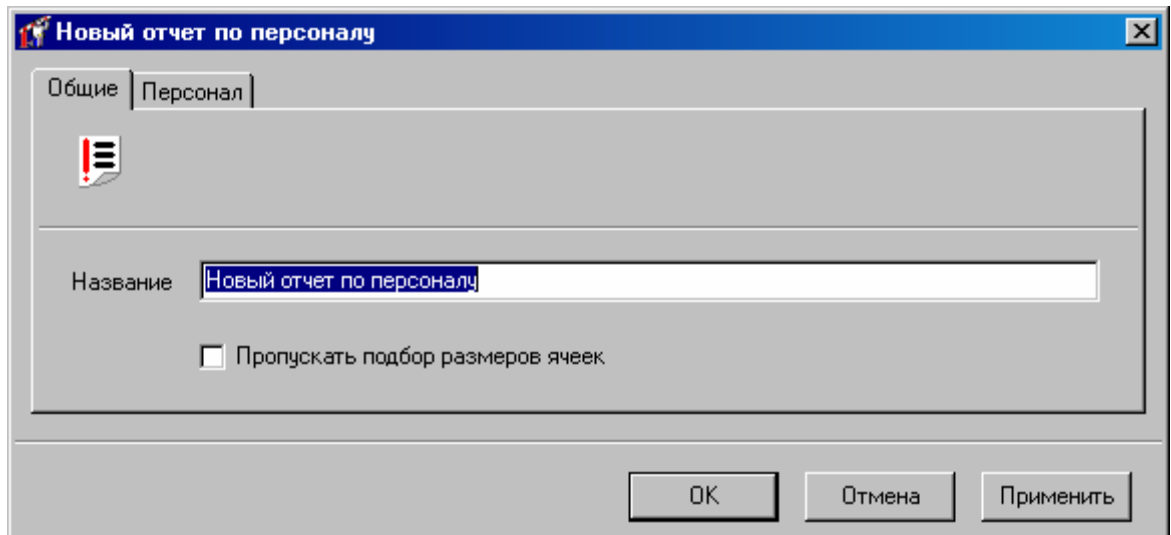 Новый отчет по персоналу
Общие
Персонал
Название
Новый отчет по персоналу
Пропускать подбор размеров ячеек
OK
Отмена
Применить